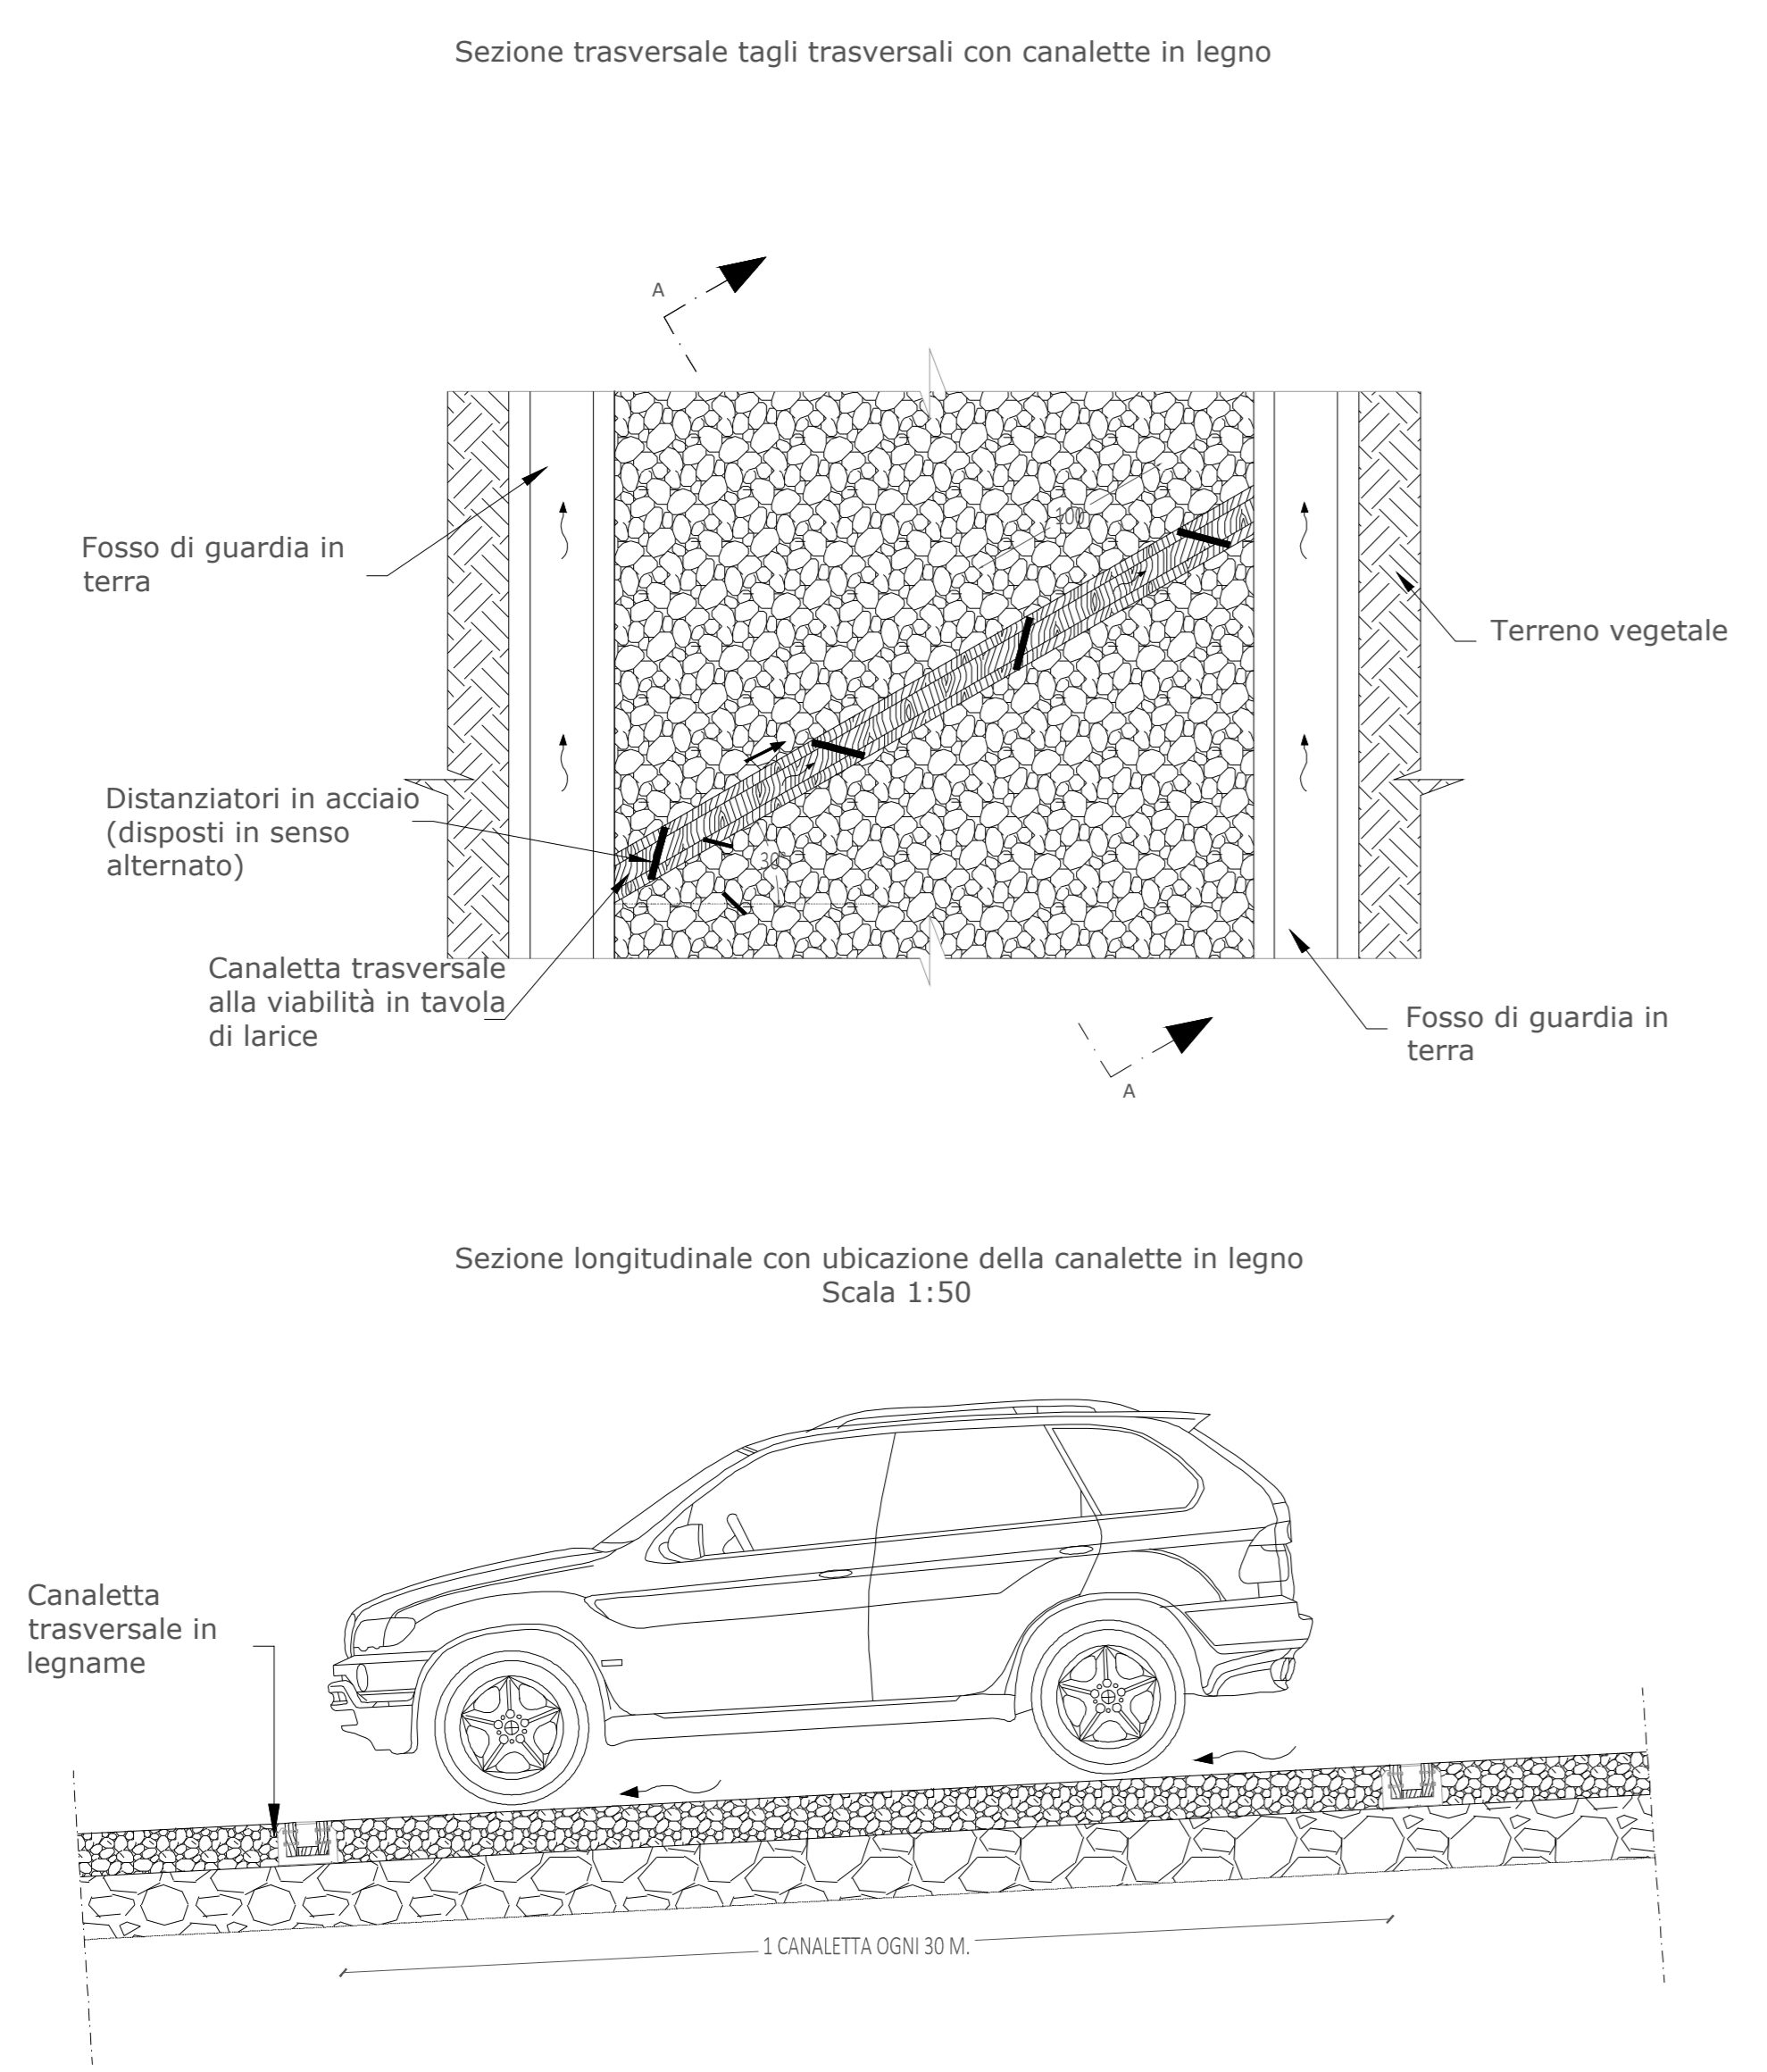 Sezione trasversale tagli trasversali con canalette in legno
A
100
Fosso di guardia in
terra
Terreno vegetale
Distanziatori in acciaio
(disposti in senso
alternato)
30°
Canaletta trasversale
alla viabilità in tavola
di larice
Fosso di guardia in
terra
A
Sezione longitudinale con ubicazione della canalette in legno
Scala 1:50
Canaletta
trasversale in
legname
1 CANALETTA OGNI 30 M.